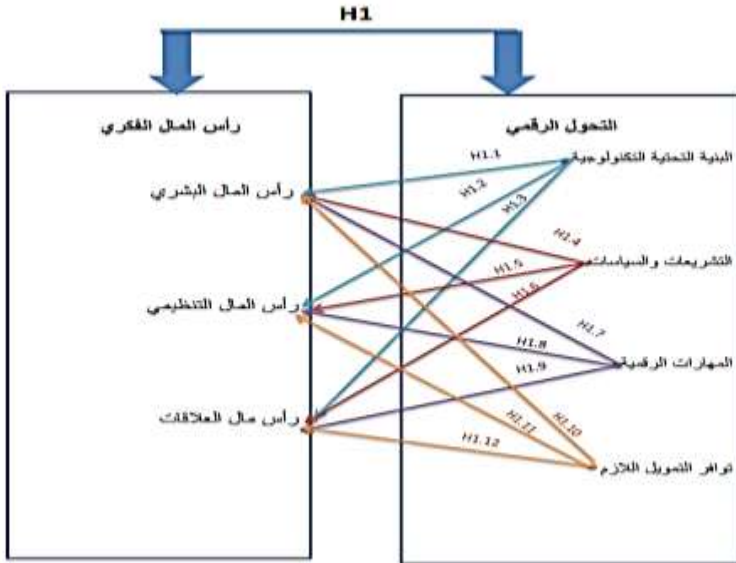 H1
التحول الرقمي
البنية التحتية التكنولوجية
التشريعات والسياسات
المهارات الرقمية
توافر التمويل اللازم
رأس المال الفكري
رأس المال البشري
رأس المال التنظيمي
رأس مال العلاقات
H1.1
H1.2
H1.3
H1.4
H1.5
H1.6
H1.7
H1.8
H1.9
H1.10
H1.11
H1.12